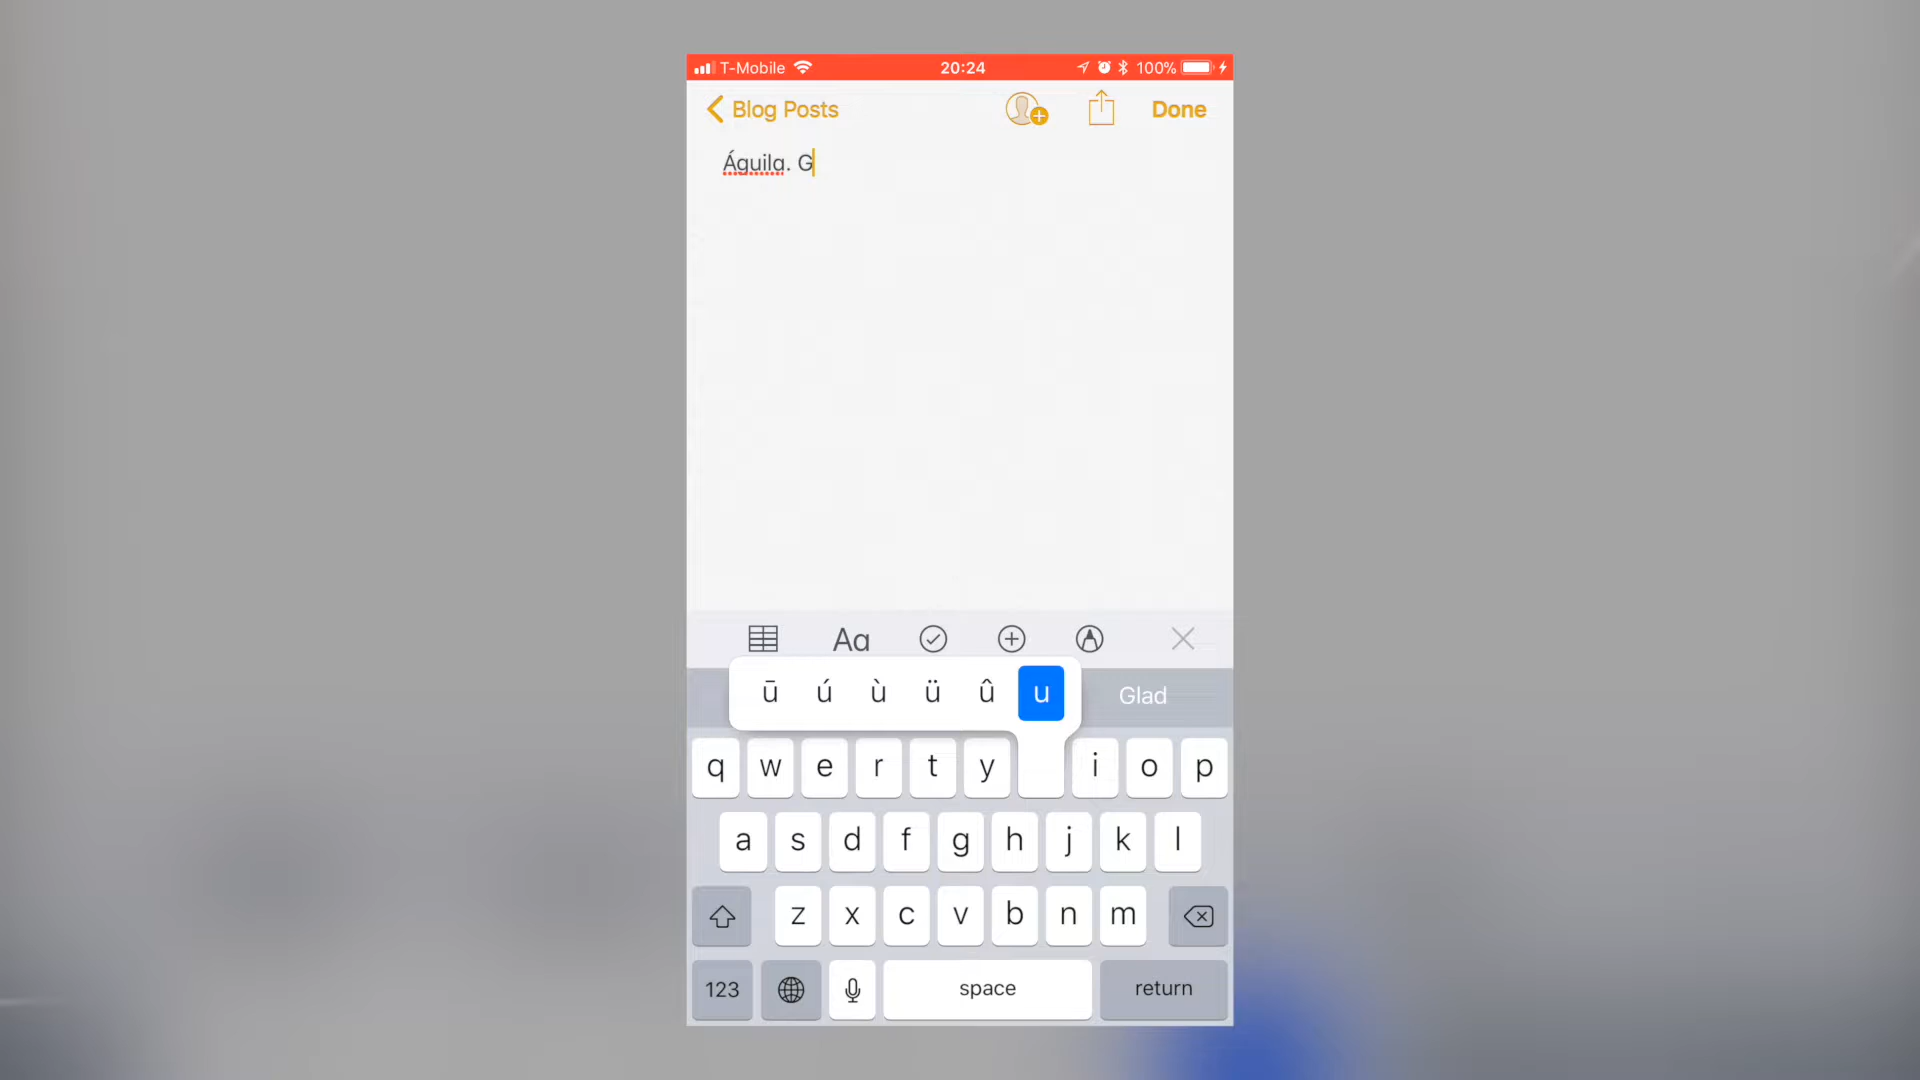 T-Mobile 20:24 100%
Blog Posts Done
Águila. G
Aa
ū ú ù ü û u Glad
q w e r t y i o p
a s d f g h j k l
z x c v b n m
123 space return